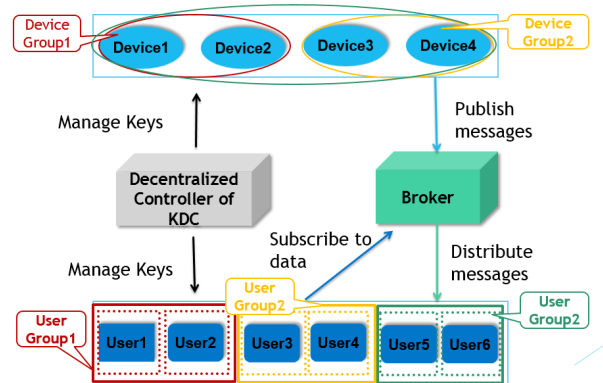 Device
Group1
Device1
Device2
Device3
Device4
Device
Group2
Manage Keys
Publish
messages
Decentralized
Controller of
KDC
Broker
Subscribe to
data
Manage Keys
Distribute
messages
User
Group1
User
Group2
User
Group2
User1
User2
User3
User4
User5
User6